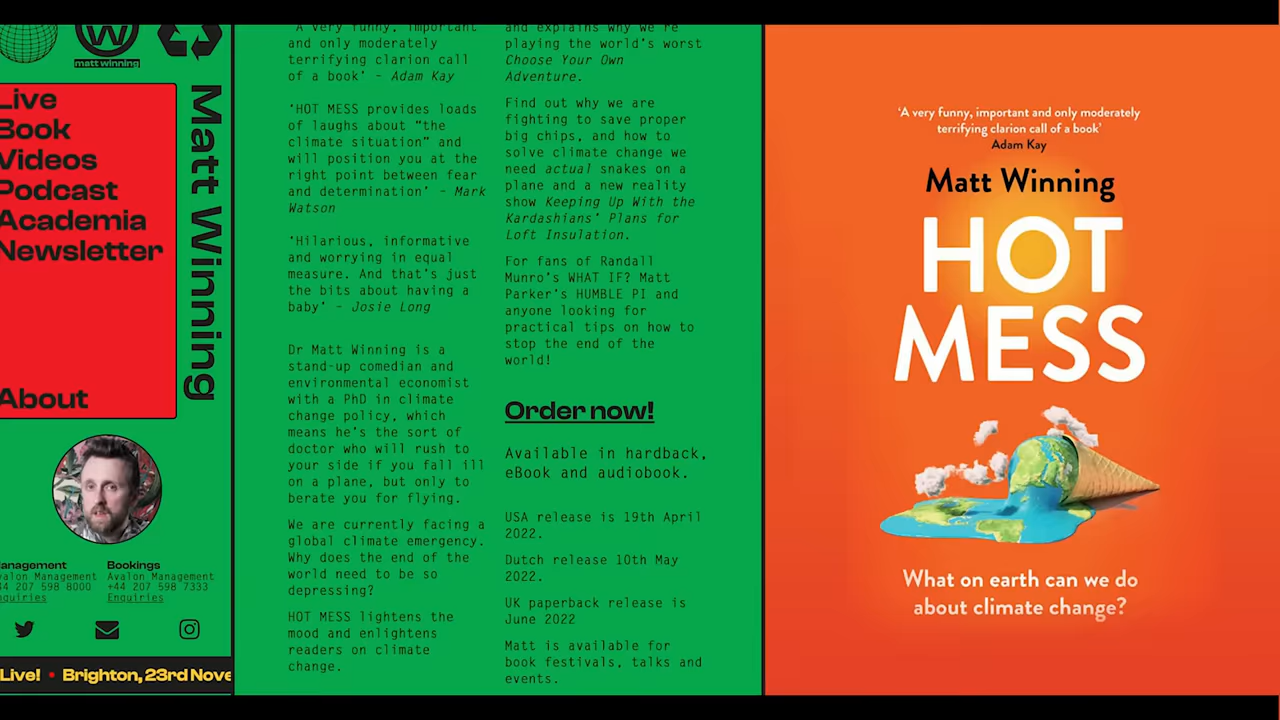 W
matt winning
Live
Book
Videos
Podcast
Academia
Newsletter
About
Matt Winning
anagement
valon Management
44 207 598 8000
nquiries
Bookings
Avalon Management
+44 207 598 7333
Enquiries
Live! • Brighton, 23rd Nove
'A very funny, important
and only moderately
terrifying clarion call
of a book' – Adam Kay
'HOT MESS provides loads
of laughs about "the
climate situation" and
will position you at the
right point between fear
and determination' – Mark
Watson
'Hilarious, informative
and worrying in equal
measure. And that's just
the bits about having a
baby' – Josie Long
Dr Matt Winning is a
stand-up comedian and
environmental economist
with a PhD in climate
change policy, which
means he's the sort of
doctor who will rush to
your side if you fall ill
on a plane, but only to
berate you for flying.
We are currently facing a
global climate emergency.
Why does the end of the
world need to be so
depressing?
HOT MESS lightens the
mood and enlightens
readers on climate
change.
and explains why we're
playing the world's worst
Choose Your Own
Adventure.
Find out why we are
fighting to save proper
big chips, and how to
solve climate change we
need actual snakes on a
plane and a new reality
show Keeping Up With the
Kardashians' Plans for
Loft Insulation.
For fans of Randall
Munro's WHAT IF? Matt
Parker's HUMBLE PI and
anyone looking for
practical tips on how to
stop the end of the
world!
Order now!
Available in hardback,
eBook and audiobook.
USA release is 19th April
2022.
Dutch release 10th May
2022.
UK paperback release is
June 2022
Matt is available for
book festivals, talks and
events.
'A very funny, important and only moderately
terrifying clarion call of a book'
Adam Kay
Matt Winning
HOT
MESS
What on earth can we do
about climate change?